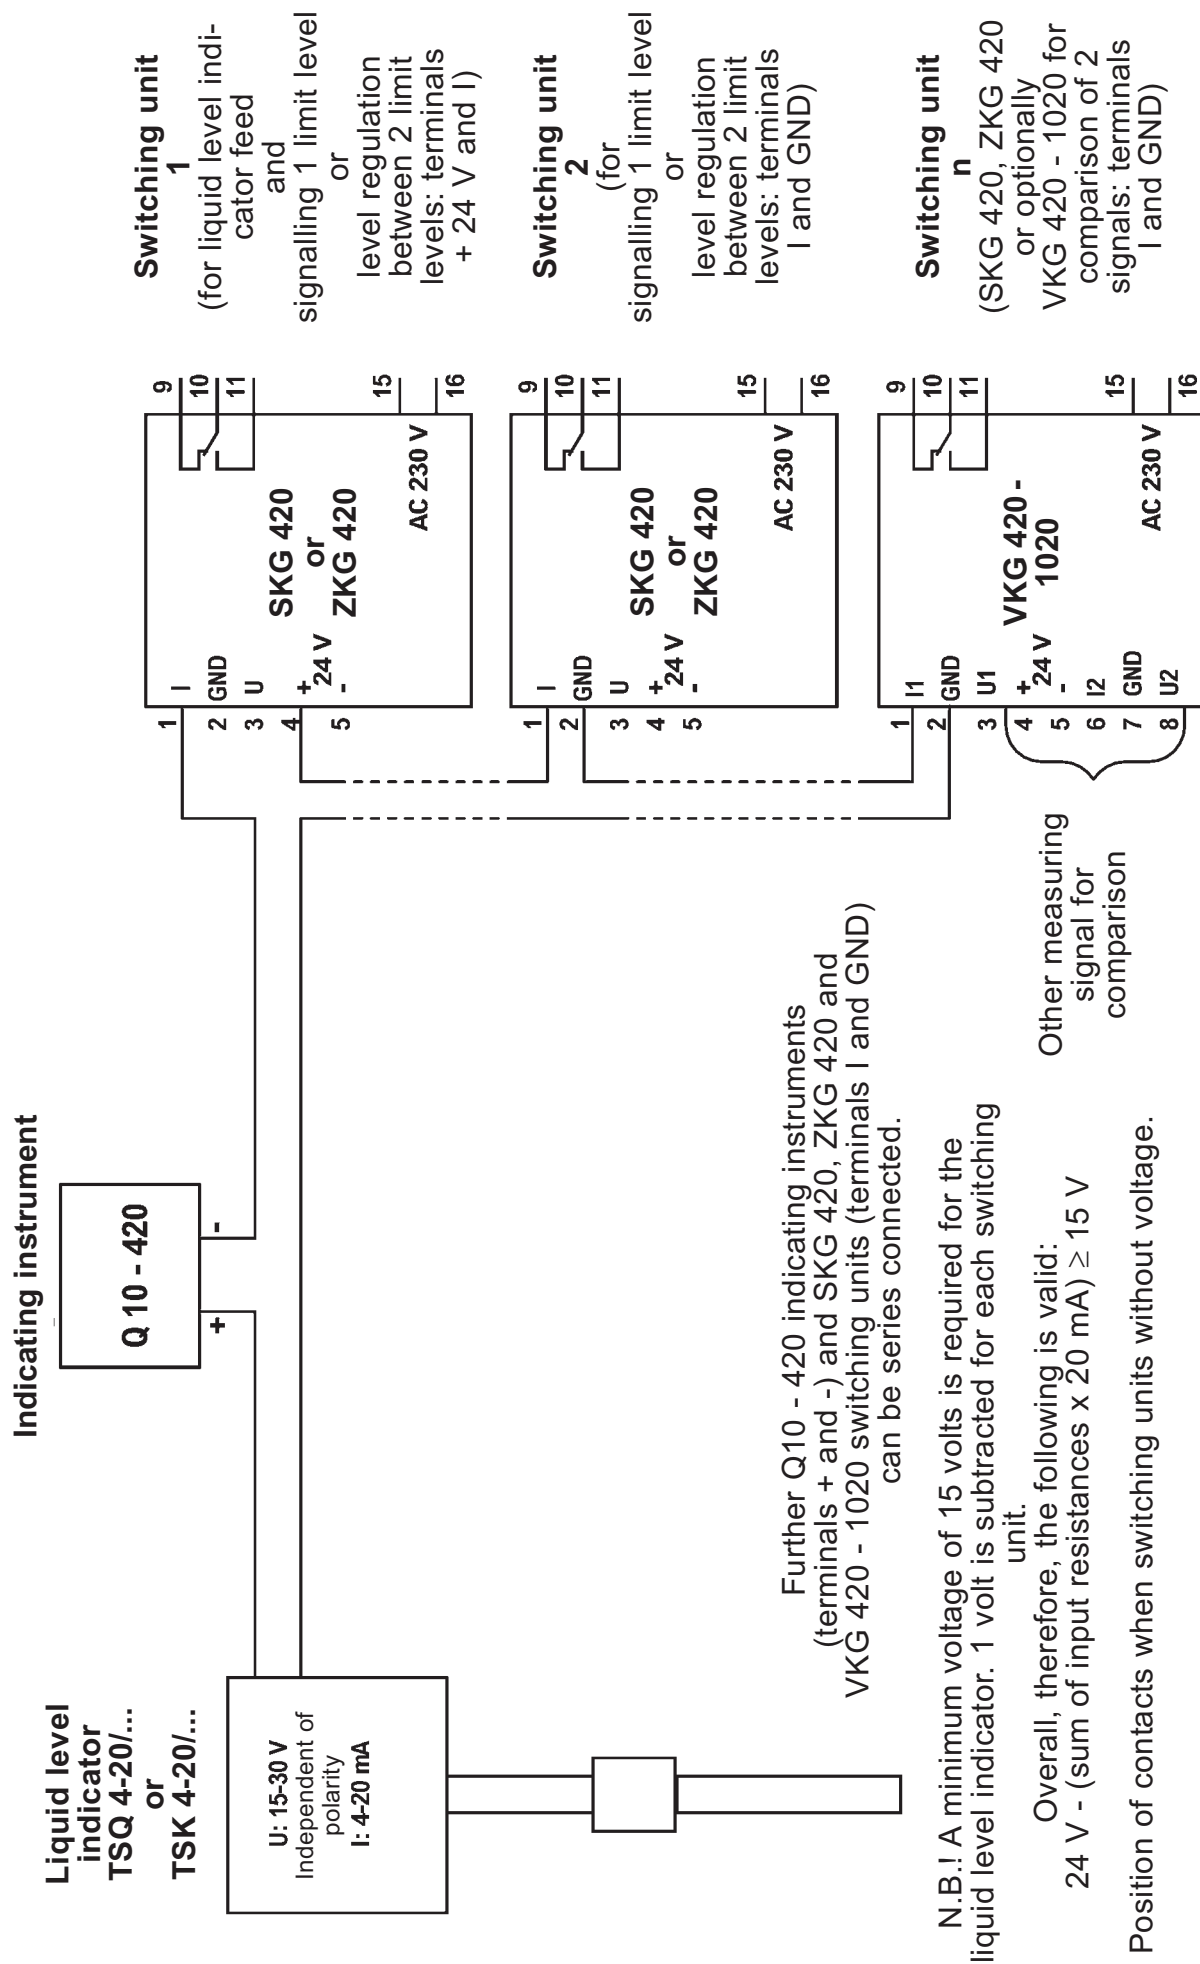 Liquid level
indicator
TSQ 4-20/...
or
TSK 4-20/...
U: 15-30 V
Independent of
polarity
I: 4-20 mA
Indicating instrument
Q 10 - 420
+
-
1
2
3
4
5
I
GND
U
+
24 V
-
SKG 420
or
ZKG 420
AC 230 V
9
10
11
15
16
Switching unit
1
(for liquid level indi-
cator feed
and
signalling 1 limit level
or
level regulation
between 2 limit
levels: terminals
+ 24 V and I)
1
2
3
4
5
I
GND
U
+
24 V
-
SKG 420
or
ZKG 420
AC 230 V
9
10
11
15
16
Switching unit
2
(for
signalling 1 limit level
or
level regulation
between 2 limit
levels: terminals
I and GND)
1
2
3
4
5
6
7
8
I1
GND
U1
+
24 V
-
I2
GND
U2
VKG 420 -
1020
AC 230 V
9
10
11
15
16
Switching unit
n
(SKG 420, ZKG 420
or optionally
VKG 420 - 1020 for
comparison of 2
signals: terminals
I and GND)
Other measuring
signal for
comparison
Further Q10 - 420 indicating instruments
(terminals + and -) and SKG 420, ZKG 420 and
VKG 420 - 1020 switching units (terminals I and GND)
can be series connected.
N.B.! A minimum voltage of 15 volts is required for the
liquid level indicator. 1 volt is subtracted for each switching
unit.
Overall, therefore, the following is valid:
24 V - (sum of input resistances x 20 mA) ≥ 15 V
Position of contacts when switching units without voltage.